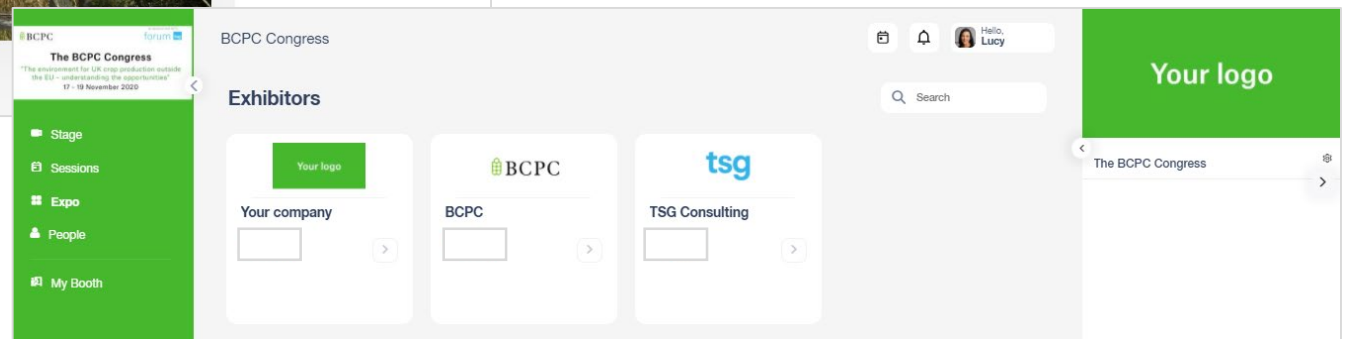 BCPC
forum
The BCPC Congress
"The environment for UK crop production outside
the EU – understanding the opportunities"
17 – 19 November 2020
Stage
Sessions
Expo
People
My Booth
BCPC Congress
Hello,
Lucy
Exhibitors
Search
Your logo
Your company
BCPC
BCPC
tsg
TSG Consulting
Your logo
The BCPC Congress